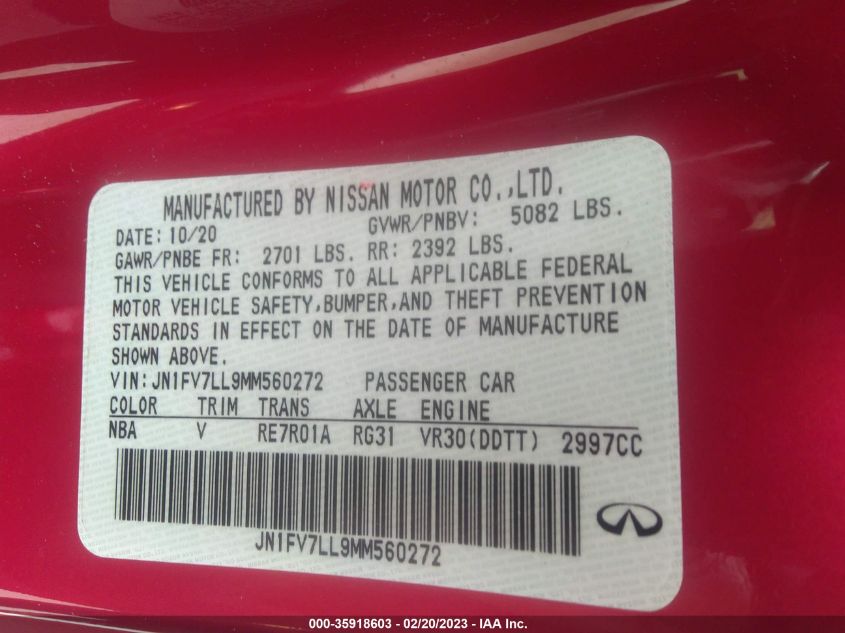 MANUFACTURED BY NISSAN MOTOR CO.,LTD.
DATE: 10/20 GVWR/PNBV: 5082 LBS.
GAWR/PNBE FR: 2701 LBS. RR: 2392 LBS.
THIS VEHICLE CONFORMS TO ALL APPLICABLE FEDERAL
MOTOR VEHICLE SAFETY,BUMPER,AND THEFT PREVENTION
STANDARDS IN EFFECT ON THE DATE OF MANUFACTURE
SHOWN ABOVE.
VIN: JN1FV7LL9MM560272 PASSENGER CAR
COLOR TRIM TRANS AXLE ENGINE
NBA V RE7R01A RG31 VR30(DDTT) 2997CC
JN1FV7LL9MM560272
000-35918603 - 02/20/2023 - IAA Inc.